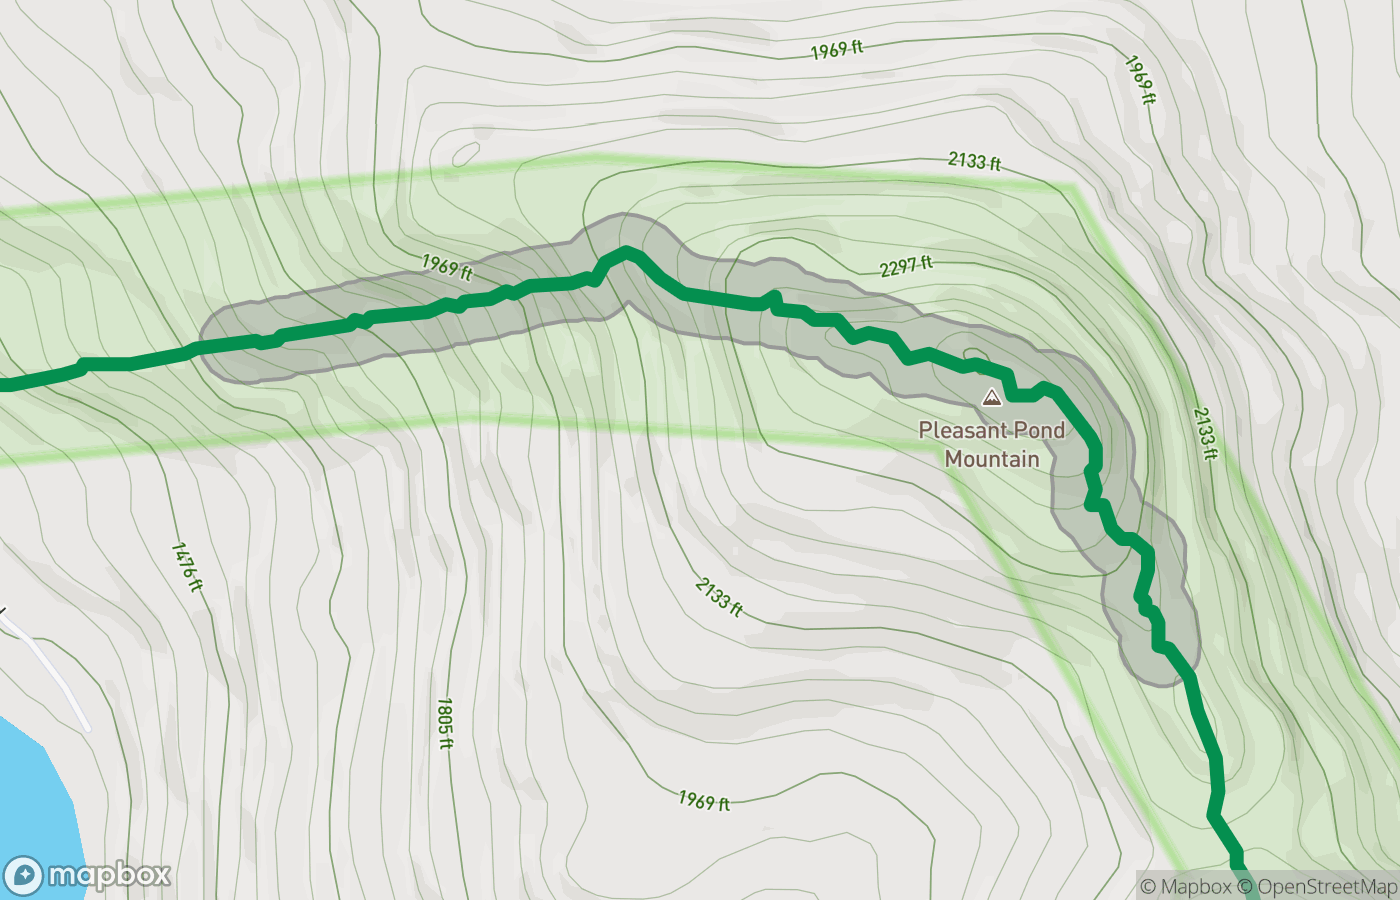 1969 ft
1969 ft
2133 ft
1969 ft
2297 ft
2133 ft
Pleasant Pond
Mountain
1476 ft
2133 ft
1805 ft
1969 ft
mapbox
© Mapbox © OpenStreetMap